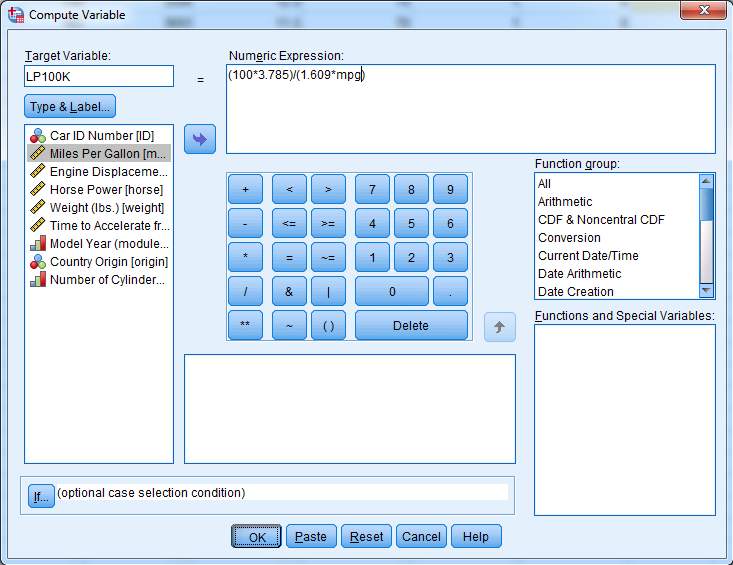 Compute Variable
Target Variable:
LP100K
=
Numeric Expression:
(100*3.785)/(1.609*mpg)
Type & Label...
Car ID Number [ID]
Miles Per Gallon [m...
Engine Displaceme...
Horse Power [horse]
Weight (lbs.) [weight]
Time to Accelerate fr...
Model Year (module...
Country Origin [origin]
Number of Cylinder...
+ < > 7 8 9
- <= >= 4 5 6
* = ~= 1 2 3
/ & | 0 .
** ~ ( ) Delete
Function group:
All
Arithmetic
CDF & Noncentral CDF
Conversion
Current Date/Time
Date Arithmetic
Date Creation
Functions and Special Variables:
If... (optional case selection condition)
OK Paste Reset Cancel Help